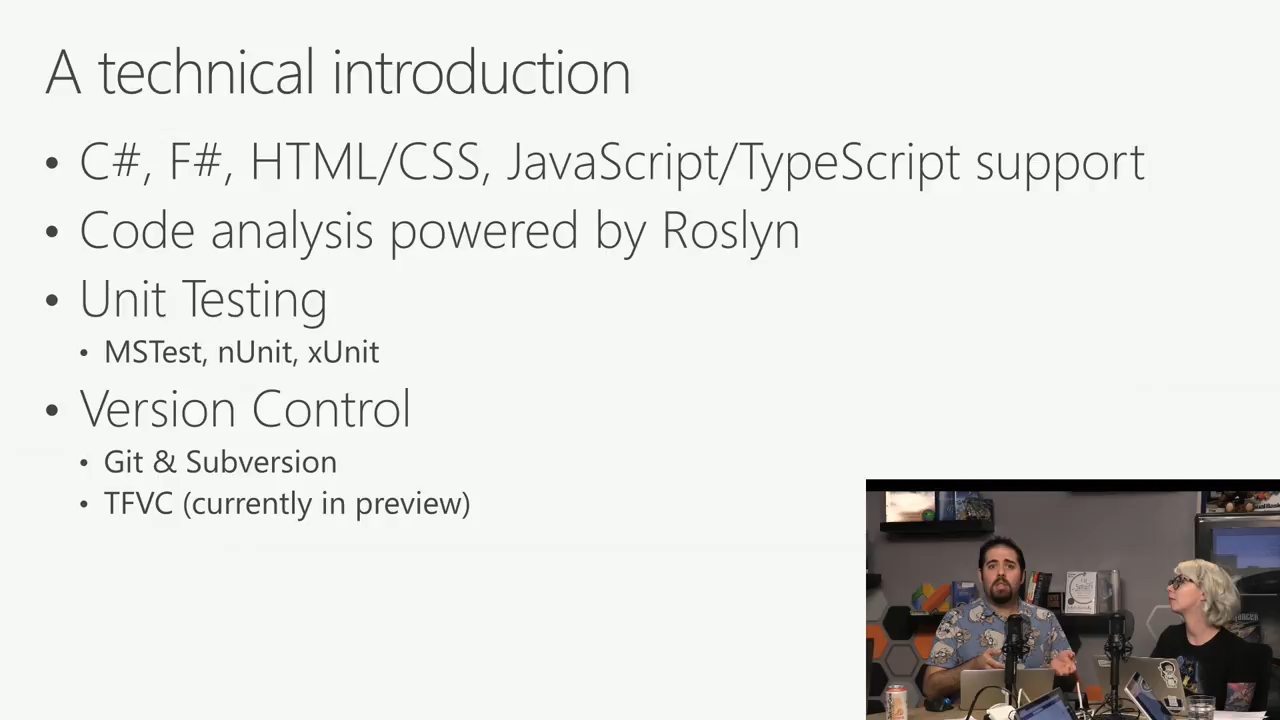 A technical introduction
• C#, F#, HTML/CSS, JavaScript/TypeScript support
• Code analysis powered by Roslyn
• Unit Testing
• MSTest, nUnit, xUnit
• Version Control
• Git & Subversion
• TFVC (currently in preview)